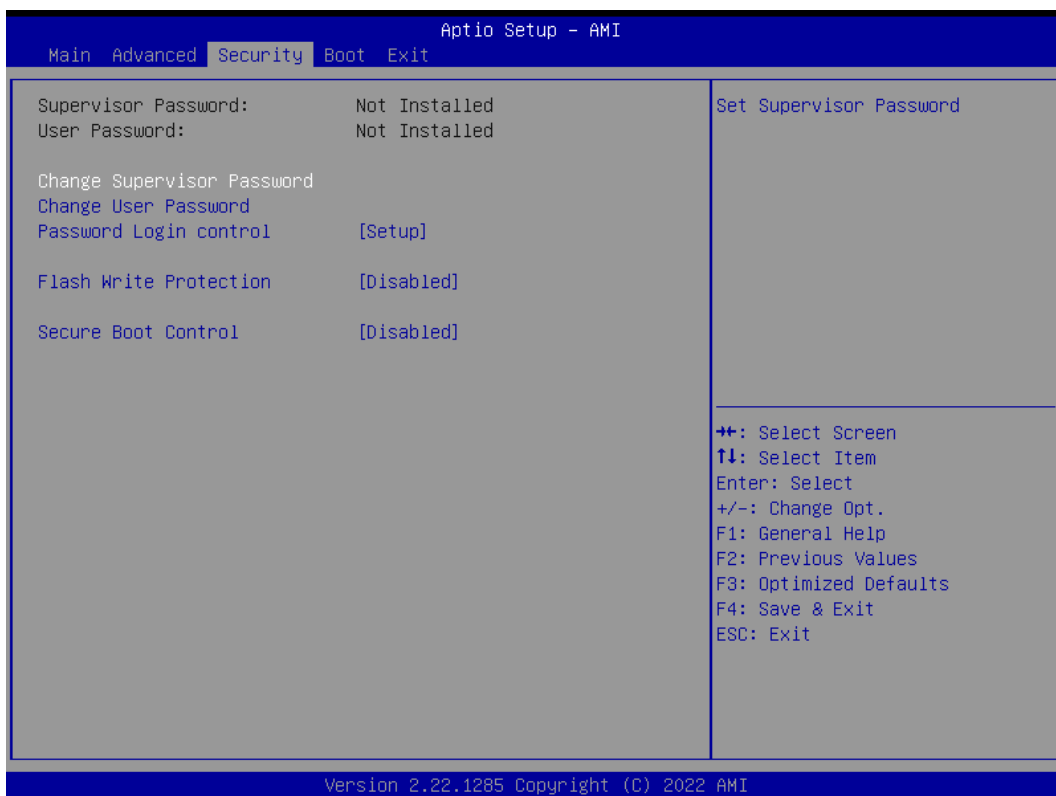 Aptio Setup – AMI
Main Advanced Security Boot Exit
Supervisor Password: Not Installed
User Password: Not Installed
Change Supervisor Password
Change User Password
Password Login control [Setup]
Flash Write Protection [Disabled]
Secure Boot Control [Disabled]
Set Supervisor Password
→←: Select Screen
↑↓: Select Item
Enter: Select
+/-: Change Opt.
F1: General Help
F2: Previous Values
F3: Optimized Defaults
F4: Save & Exit
ESC: Exit
Version 2.22.1285 Copyright (C) 2022 AMI